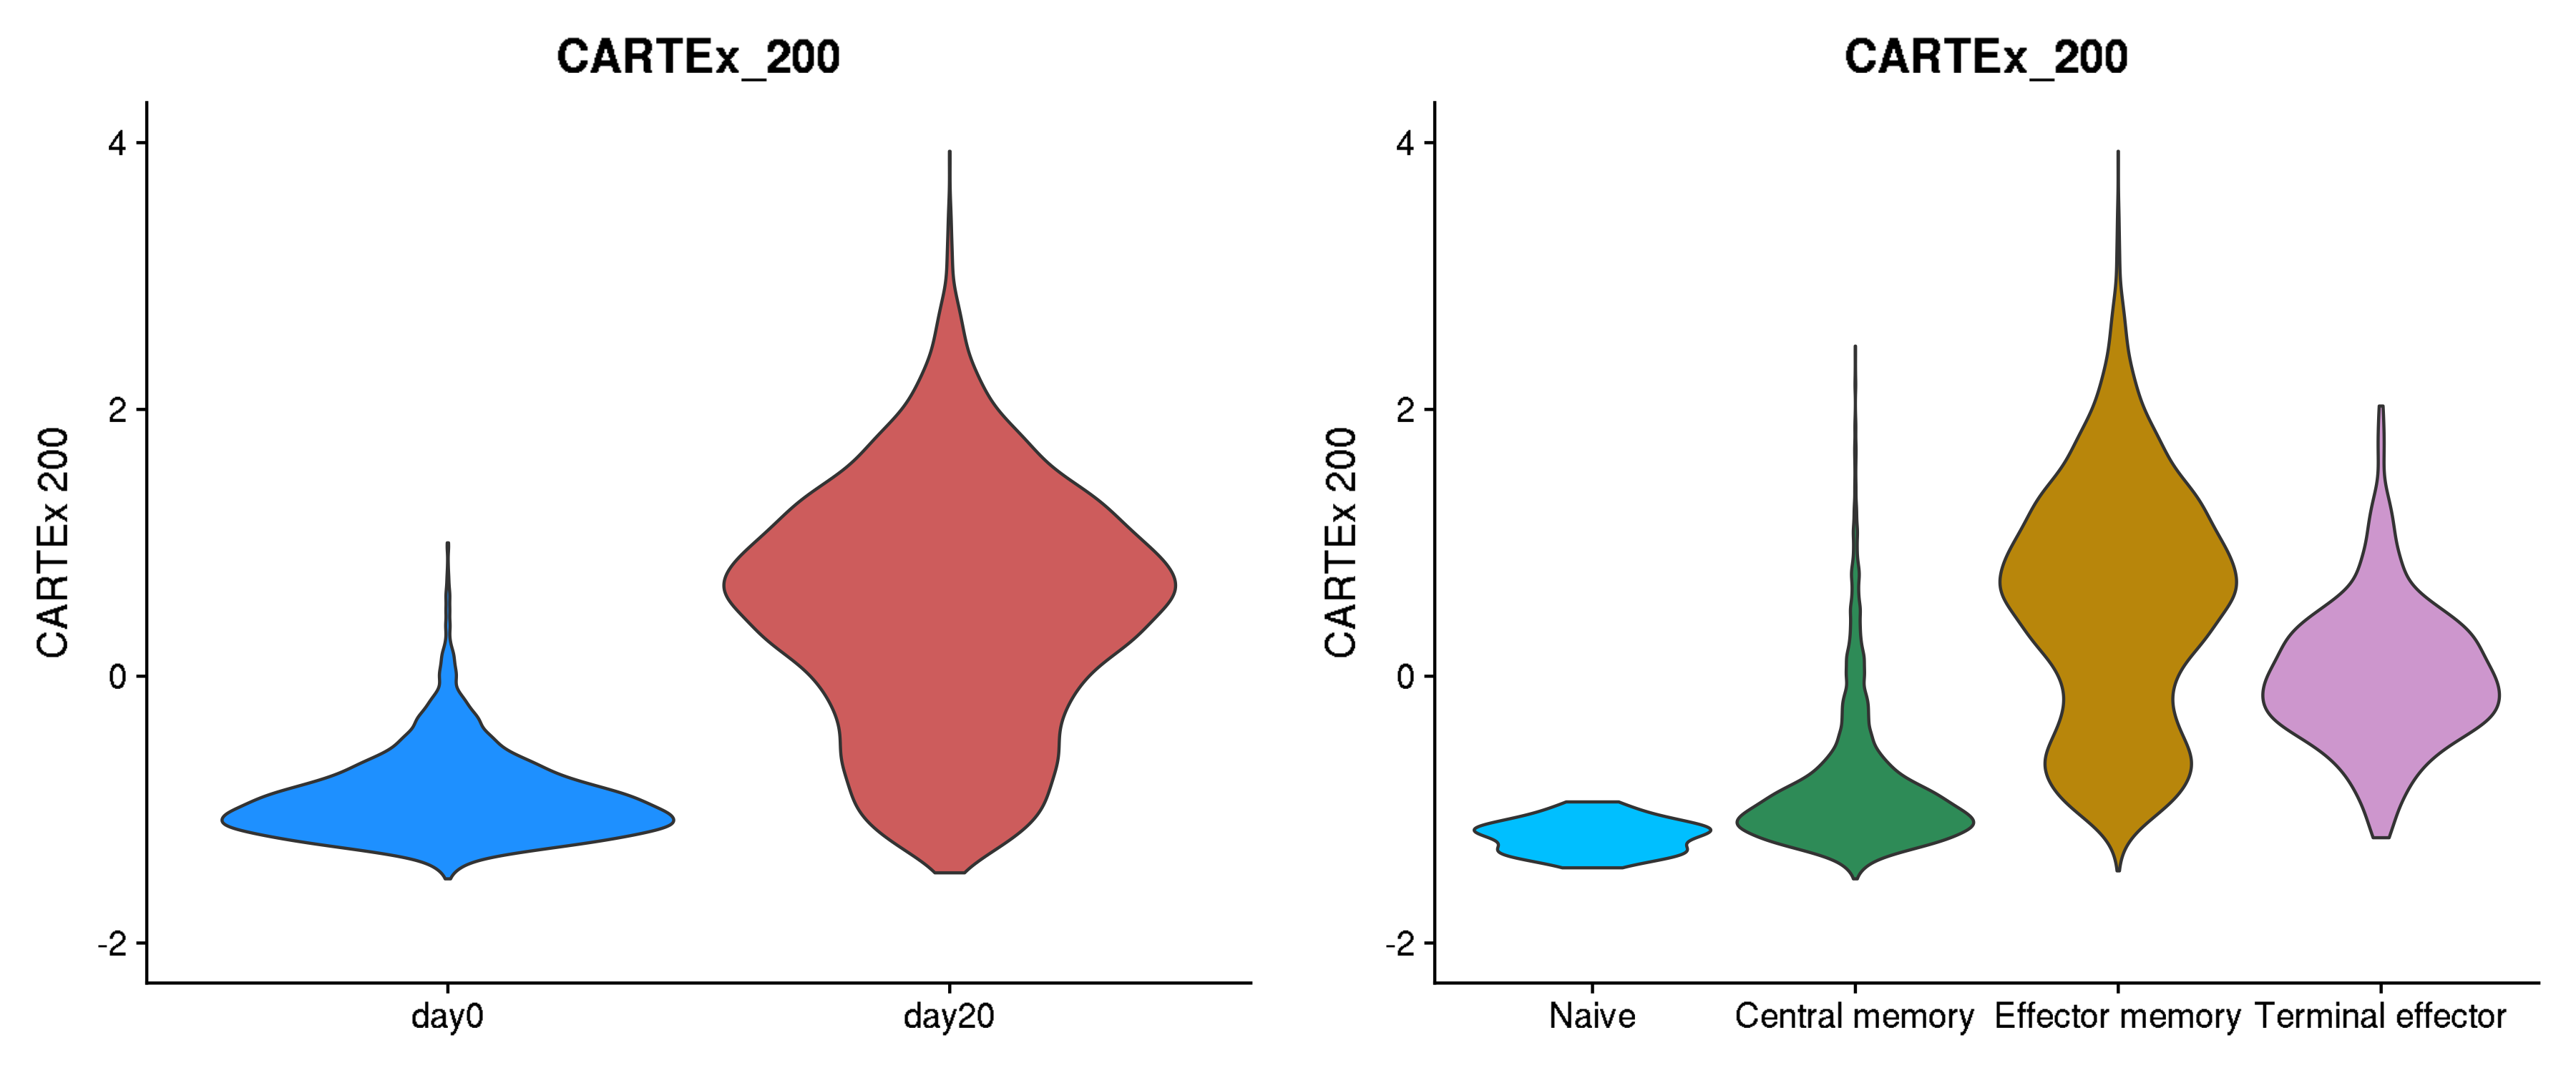 CARTEx_200
CARTEx 200
4
2
0
-2
day0 day20
CARTEx_200
CARTEx 200
4
2
0
-2
Naive Central memory Effector memory Terminal effector